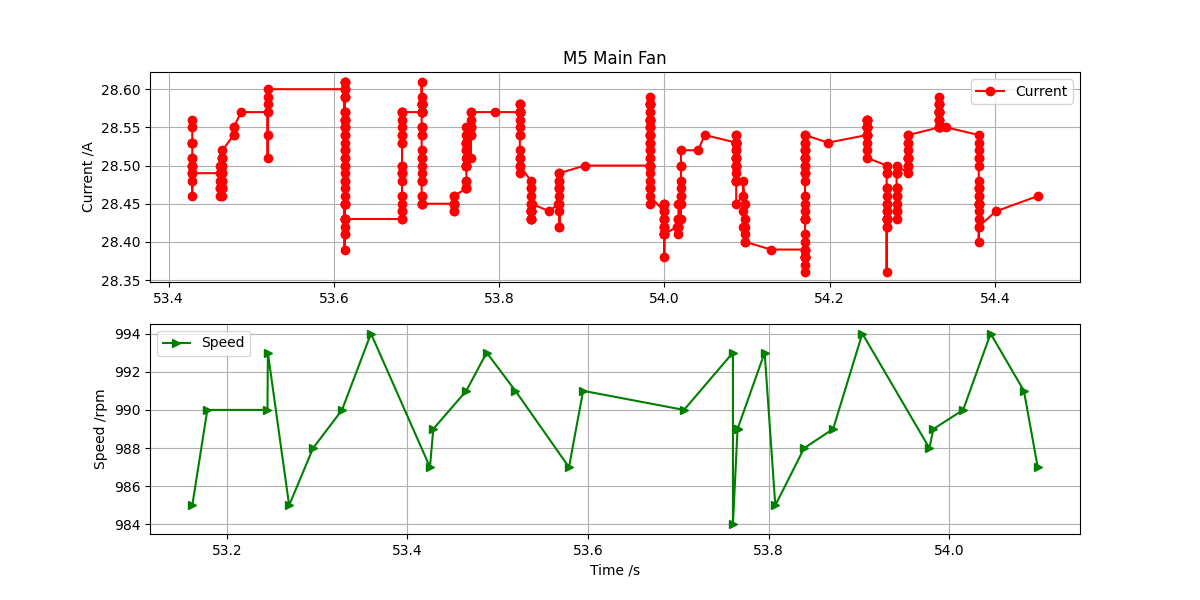 M5 Main Fan
Current /A
28.60
28.55
28.50
28.45
28.40
28.35
Current
53.4 53.6 53.8 54.0 54.2 54.4
Speed /rpm
994
992
990
988
986
984
Speed
53.2 53.4 53.6 53.8 54.0
Time /s